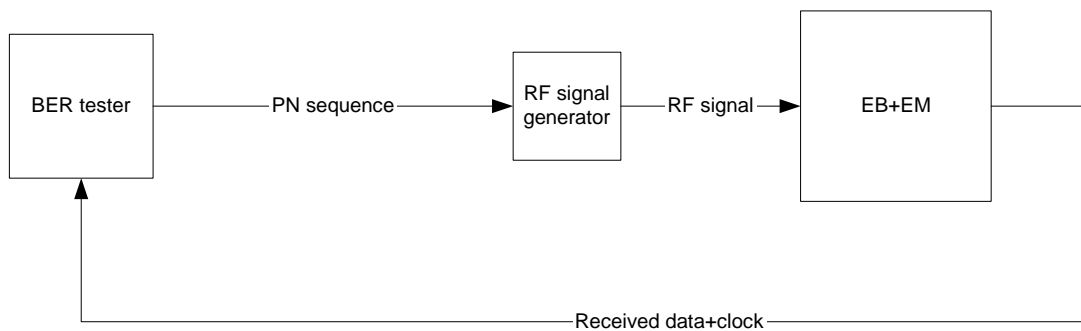 BER tester
PN sequence
RF signal
generator
RF signal
EB+EM
Received data+clock